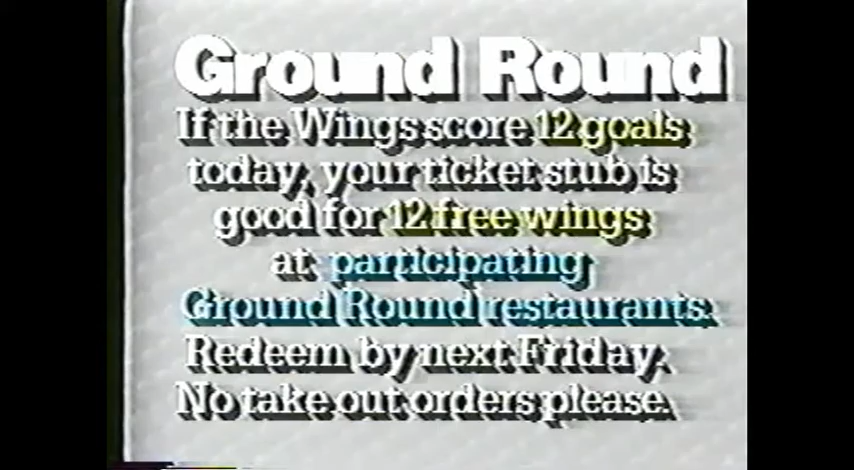 Ground Round
If the Wings score 12 goals
today, your ticket stub is
good for 12 free wings
at participating
Ground Round restaurants.
Redeem by next Friday.
No take out orders please.